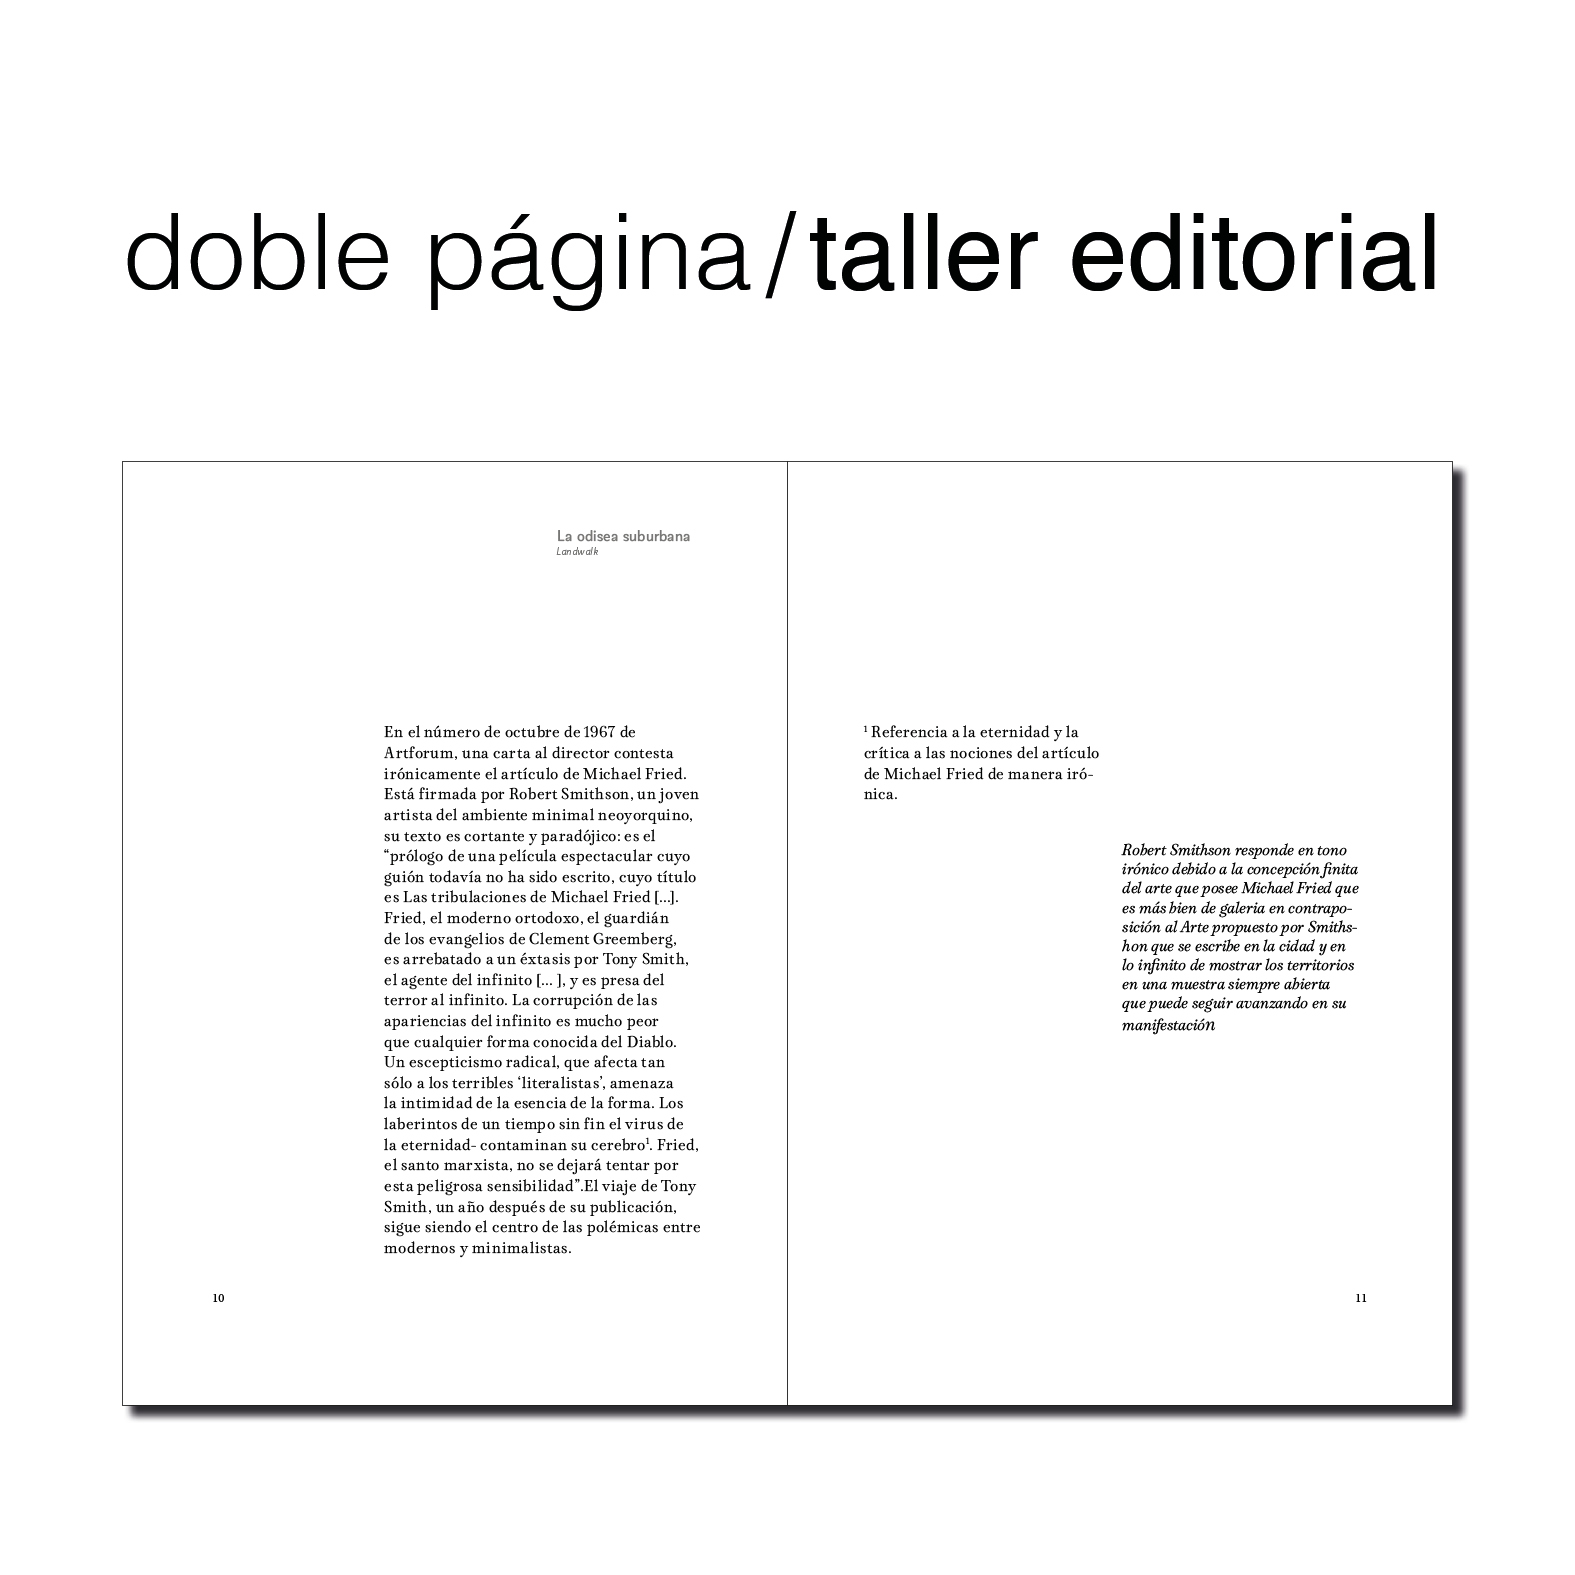 doble página/taller editorial
La odisea suburbana
Landwalk
En el número de octubre de 1967 de
Artforum, una carta al director contesta
irónicamente el artículo de Michael Fried.
Está firmada por Robert Smithson, un joven
artista del ambiente minimal neoyorquino,
su texto es cortante y paradójico: es el
“prólogo de una película espectacular cuyo
guión todavía no ha sido escrito, cuyo título
es Las tribulaciones de Michael Fried [...].
Fried, el moderno ortodoxo, el guardián
de los evangelios de Clement Greemberg,
es arrebatado a un éxtasis por Tony Smith,
el agente del infinito [... ], y es presa del
terror al infinito. La corrupción de las
apariencias del infinito es mucho peor
que cualquier forma conocida del Diablo.
Un escepticismo radical, que afecta tan
sólo a los terribles ‘literalistas’, amenaza
la intimidad de la esencia de la forma. Los
laberintos de un tiempo sin fin el virus de
la eternidad- contaminan su cerebro¹. Fried,
el santo marxista, no se dejará tentar por
esta peligrosa sensibilidad”.El viaje de Tony
Smith, un año después de su publicación,
sigue siendo el centro de las polémicas entre
modernos y minimalistas.
10
¹ Referencia a la eternidad y la
crítica a las nociones del artículo
de Michael Fried de manera iró-
nica.
Robert Smithson responde en tono
irónico debido a la concepción finita
del arte que posee Michael Fried que
es más bien de galeria en contrapo-
sición al Arte propuesto por Smiths-
hon que se escribe en la cidad y en
lo infinito de mostrar los territorios
en una muestra siempre abierta
que puede seguir avanzando en su
manifestación
11